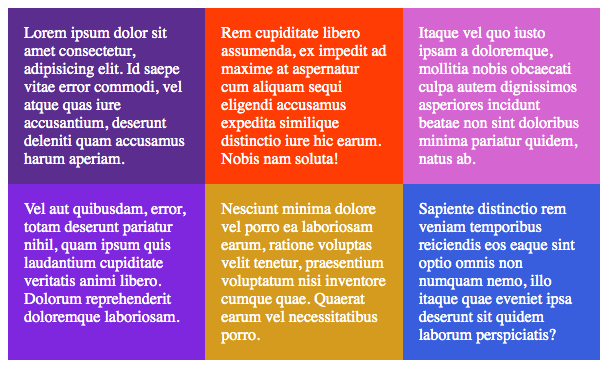 Lorem ipsum dolor sit
amet consectetur,
adipisicing elit. Id saepe
vitae error commodi, vel
atque quas iure
accusantium, deserunt
deleniti quam accusamus
harum aperiam.
Rem cupiditate libero
assumenda, ex impedit ad
maxime at aspernatur
cum aliquam sequi
eligendi accusamus
expedita similique
distinctio iure hic earum.
Nobis nam soluta!
Itaque vel quo iusto
ipsam a doloremque,
mollitia nobis obcaecati
culpa autem dignissimos
asperiores incidunt
beatae non sint doloribus
minima pariatur quidem,
natus ab.
Vel aut quibusdam, error,
totam deserunt pariatur
nihil, quam ipsum quis
laudantium cupiditate
veritatis animi libero.
Dolorum reprehenderit
doloremque laboriosam.
Nesciunt minima dolore
vel porro ea laboriosam
earum, ratione voluptas
velit tenetur, praesentium
voluptatum nisi inventore
cumque quae. Quaerat
earum vel necessitatibus
porro.
Sapiente distinctio rem
veniam temporibus
reiciendis eos eaque sint
optio omnis non
numquam nemo, illo
itaque quae eveniet ipsa
deserunt sit quidem
laborum perspiciatis?